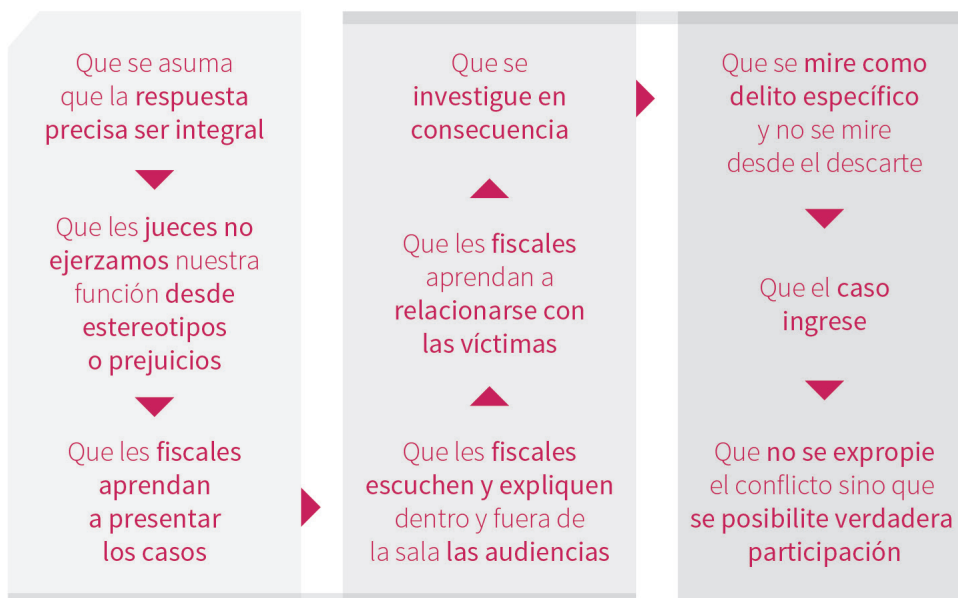 Que se asuma
que la respuesta
precisa ser integral
Que les jueces no
ejerzamos nuestra
función desde
estereotipos
o prejuicios
Que les fiscales
aprendan
a presentar
los casos
Que les fiscales
escuchen y expliquen
dentro y fuera de
la sala las audiencias
Que les fiscales
aprendan a
relacionarse con
las víctimas
Que se
investigue en
consecuencia
Que se mire como
delito específico
y no se mire
desde el descarte
Que el caso
ingrese
Que no se expropie
el conflicto sino que
se posibilite verdadera
participación